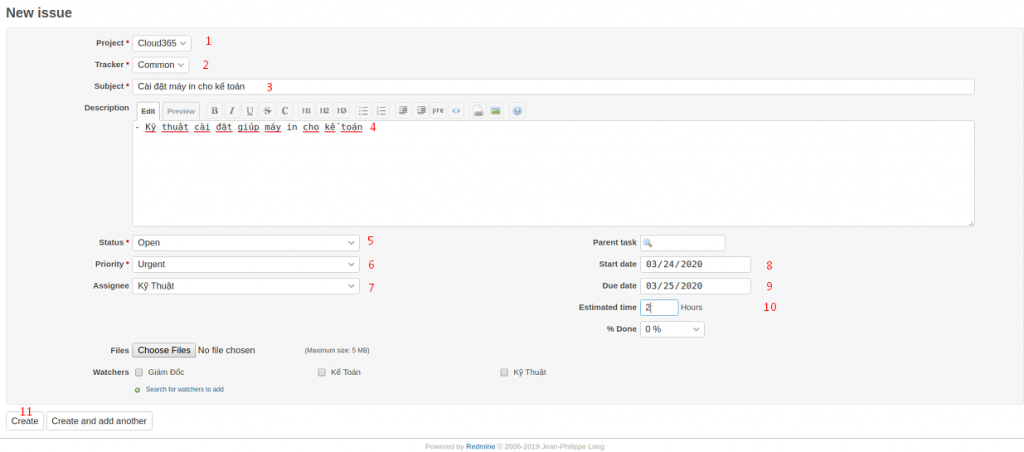 New issue
Project * Cloud365 1
Tracker * Common 2
Subject * Cài đặt máy in cho kế toán 3
Description Edit Preview B I U S C H1 H2 H3 pre
- Kỹ thuật cài đặt giúp máy in cho kế toán 4
Status * Open 5 Parent task
Priority * Urgent 6 Start date 03/24/2020 8
Assignee Kỹ Thuật 7 Due date 03/25/2020 9
Estimated time 2 Hours 10
% Done 0 %
Files Choose Files No file chosen (Maximum size: 5 MB)
Watchers Giám Đốc Kế Toán Kỹ Thuật
Search for watchers to add
11
Create Create and add another
Powered by Redmine © 2006-2019 Jean-Philippe Lang